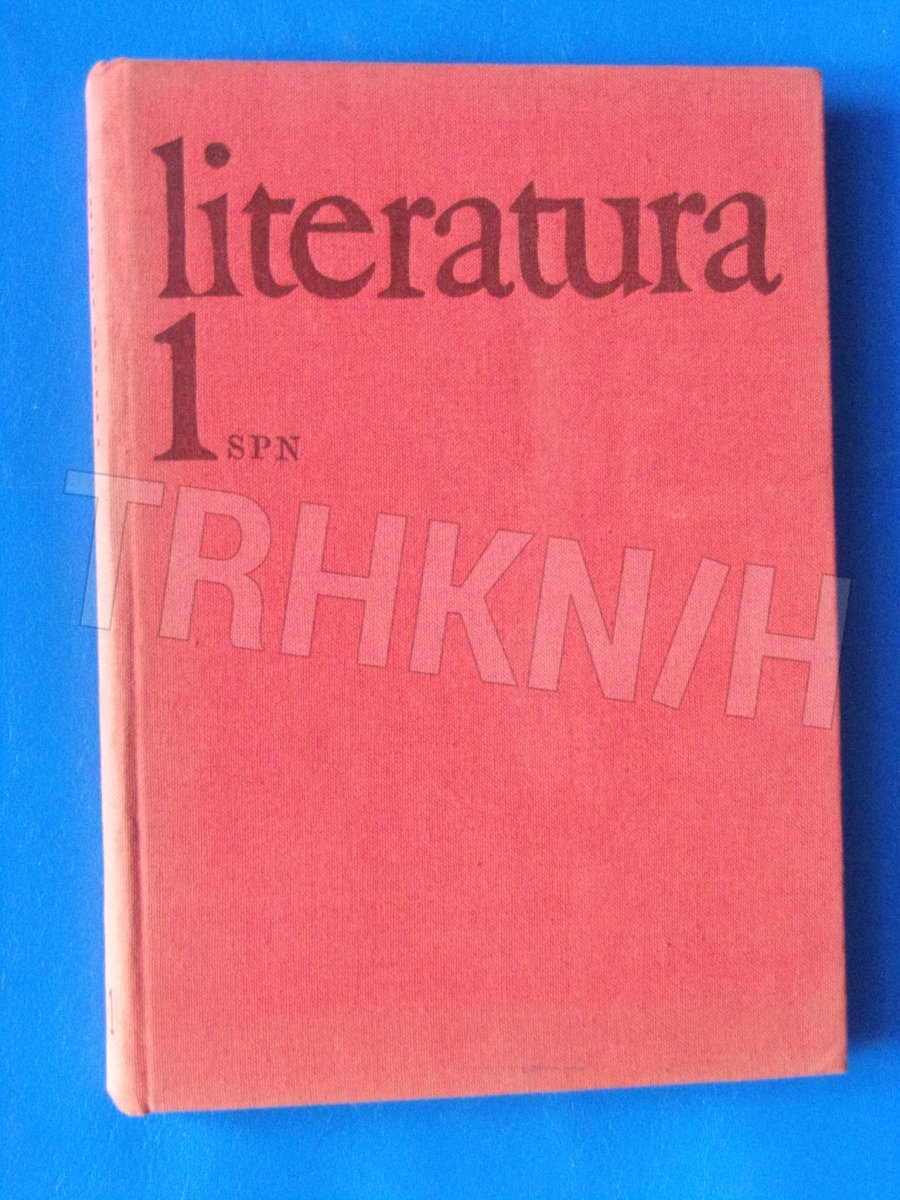 literatura
1 SPN
TRHKNIH